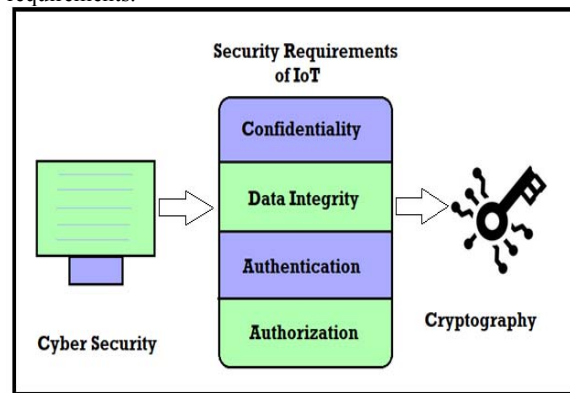 requirements.
Security Requirements
of IoT
Confidentiality
Data Integrity
Authentication
Authorization
Cyber Security
Cryptography